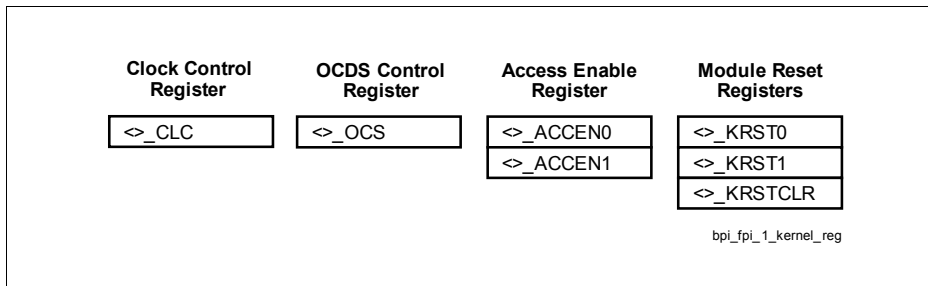 Clock Control
Register
<>_CLC
OCDS Control
Register
<>_OCS
Access Enable
Register
<>_ACCEN0
<>_ACCEN1
Module Reset
Registers
<>_KRST0
<>_KRST1
<>_KRSTCLR
bpi_fpi_1_kernel_reg